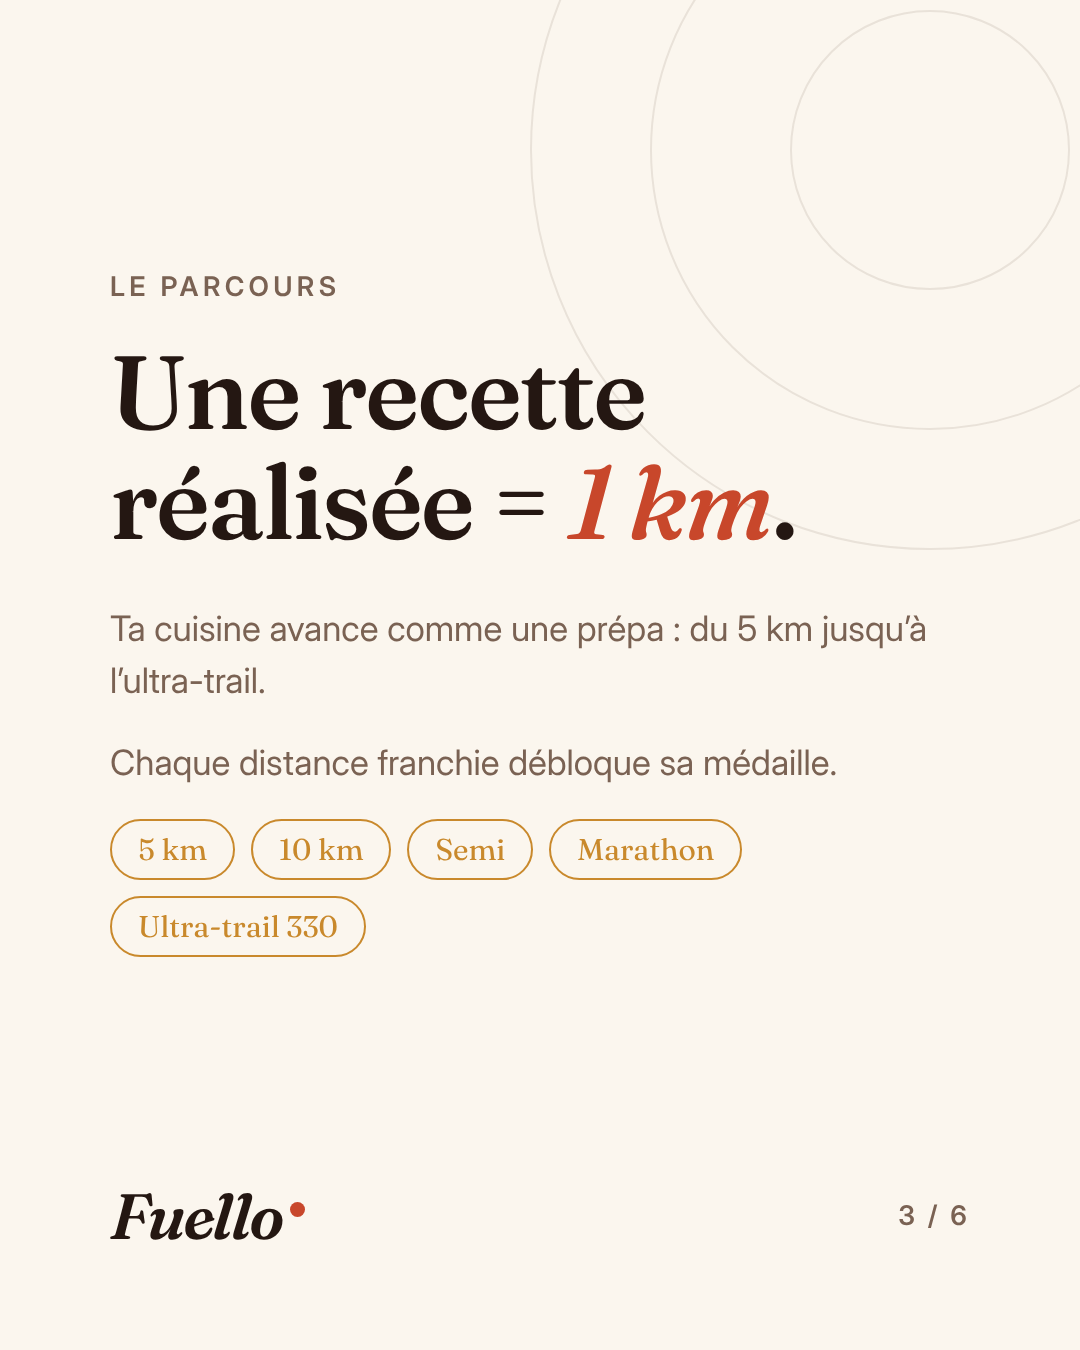 LE PARCOURS
Une recette
réalisée = 1 km.
Ta cuisine avance comme une prépa : du 5 km jusqu’à
l’ultra-trail.
Chaque distance franchie débloque sa médaille.
5 km 10 km Semi Marathon
Ultra-trail 330
Fuello 3 / 6